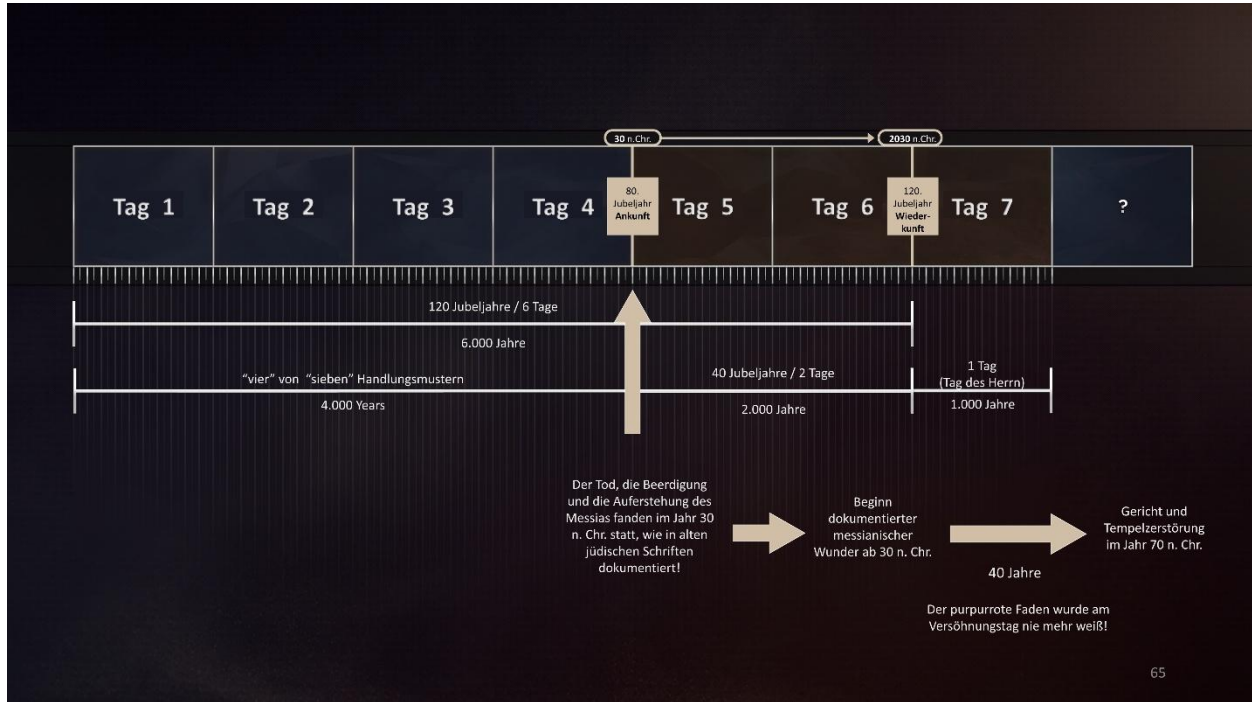 30 n.Chr.
2030 n.Chr.
Tag 1
Tag 2
Tag 3
Tag 4
80.
Jubeljahr
Ankunft
Tag 5
Tag 6
120.
Jubeljahr
Wieder-
kunft
Tag 7
?
120 Jubeljahre / 6 Tage
6.000 Jahre
"vier" von "sieben" Handlungsmustern
4.000 Years
40 Jubeljahre / 2 Tage
2.000 Jahre
1 Tag
(Tag des Herrn)
1.000 Jahre
Der Tod, die Beerdigung
und die Auferstehung des
Messias fanden im Jahr 30
n. Chr. statt, wie in alten
jüdischen Schriften
dokumentiert!
Beginn
dokumentierter
messianischer
Wunder ab 30 n. Chr.
40 Jahre
Gericht und
Tempelzerstörung
im Jahr 70 n. Chr.
Der purpurrote Faden wurde am
Versöhnungstag nie mehr weiß!
65